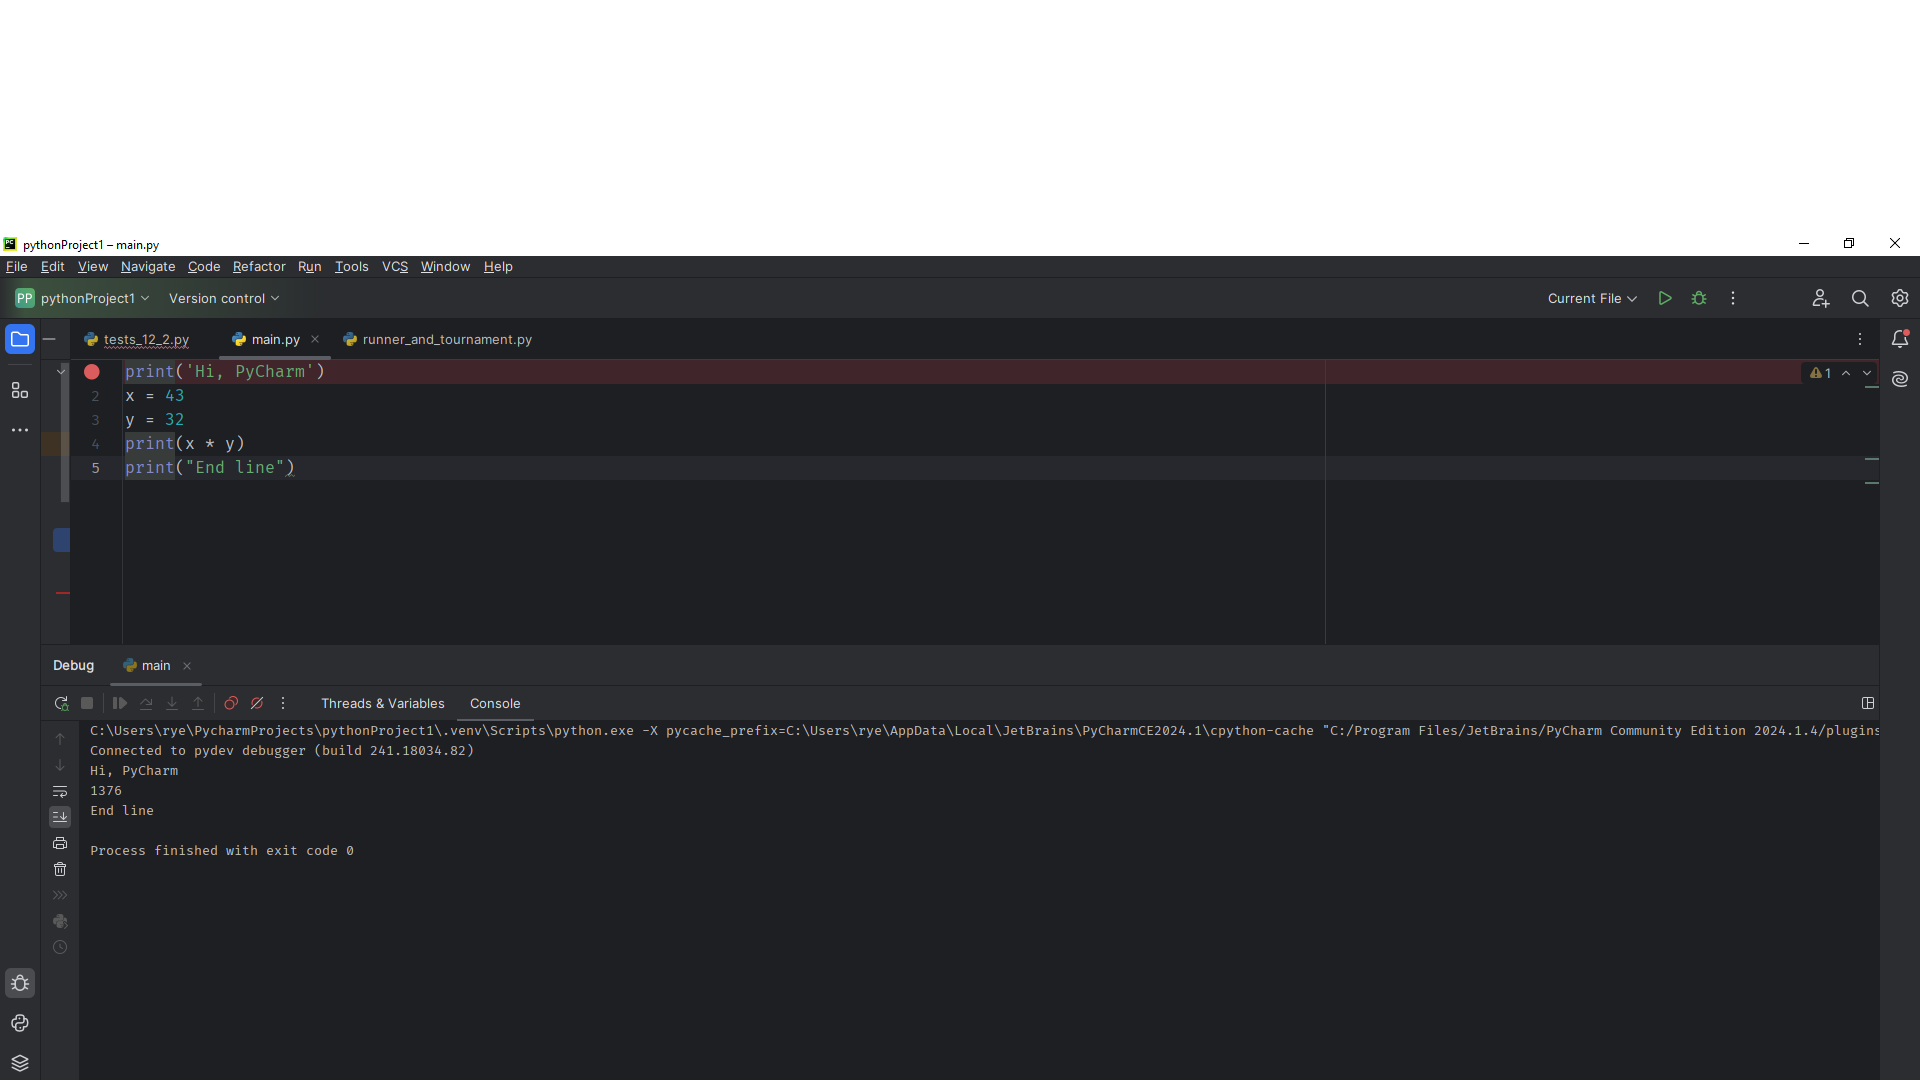 pythonProject1 – main.py
File Edit View Navigate Code Refactor Run Tools VCS Window Help
PP pythonProject1 Version control Current File
tests_12_2.py main.py runner_and_tournament.py
print('Hi, PyCharm') 1
2 x = 43
3 y = 32
4 print(x * y)
5 print("End line")
Debug main
Threads & Variables Console
C:\Users\rye\PycharmProjects\pythonProject1\.venv\Scripts\python.exe -X pycache_prefix=C:\Users\rye\AppData\Local\JetBrains\PyCharmCE2024.1\cpython-cache "C:/Program Files/JetBrains/PyCharm Community Edition 2024.1.4/plugins
Connected to pydev debugger (build 241.18034.82)
Hi, PyCharm
1376
End line
Process finished with exit code 0